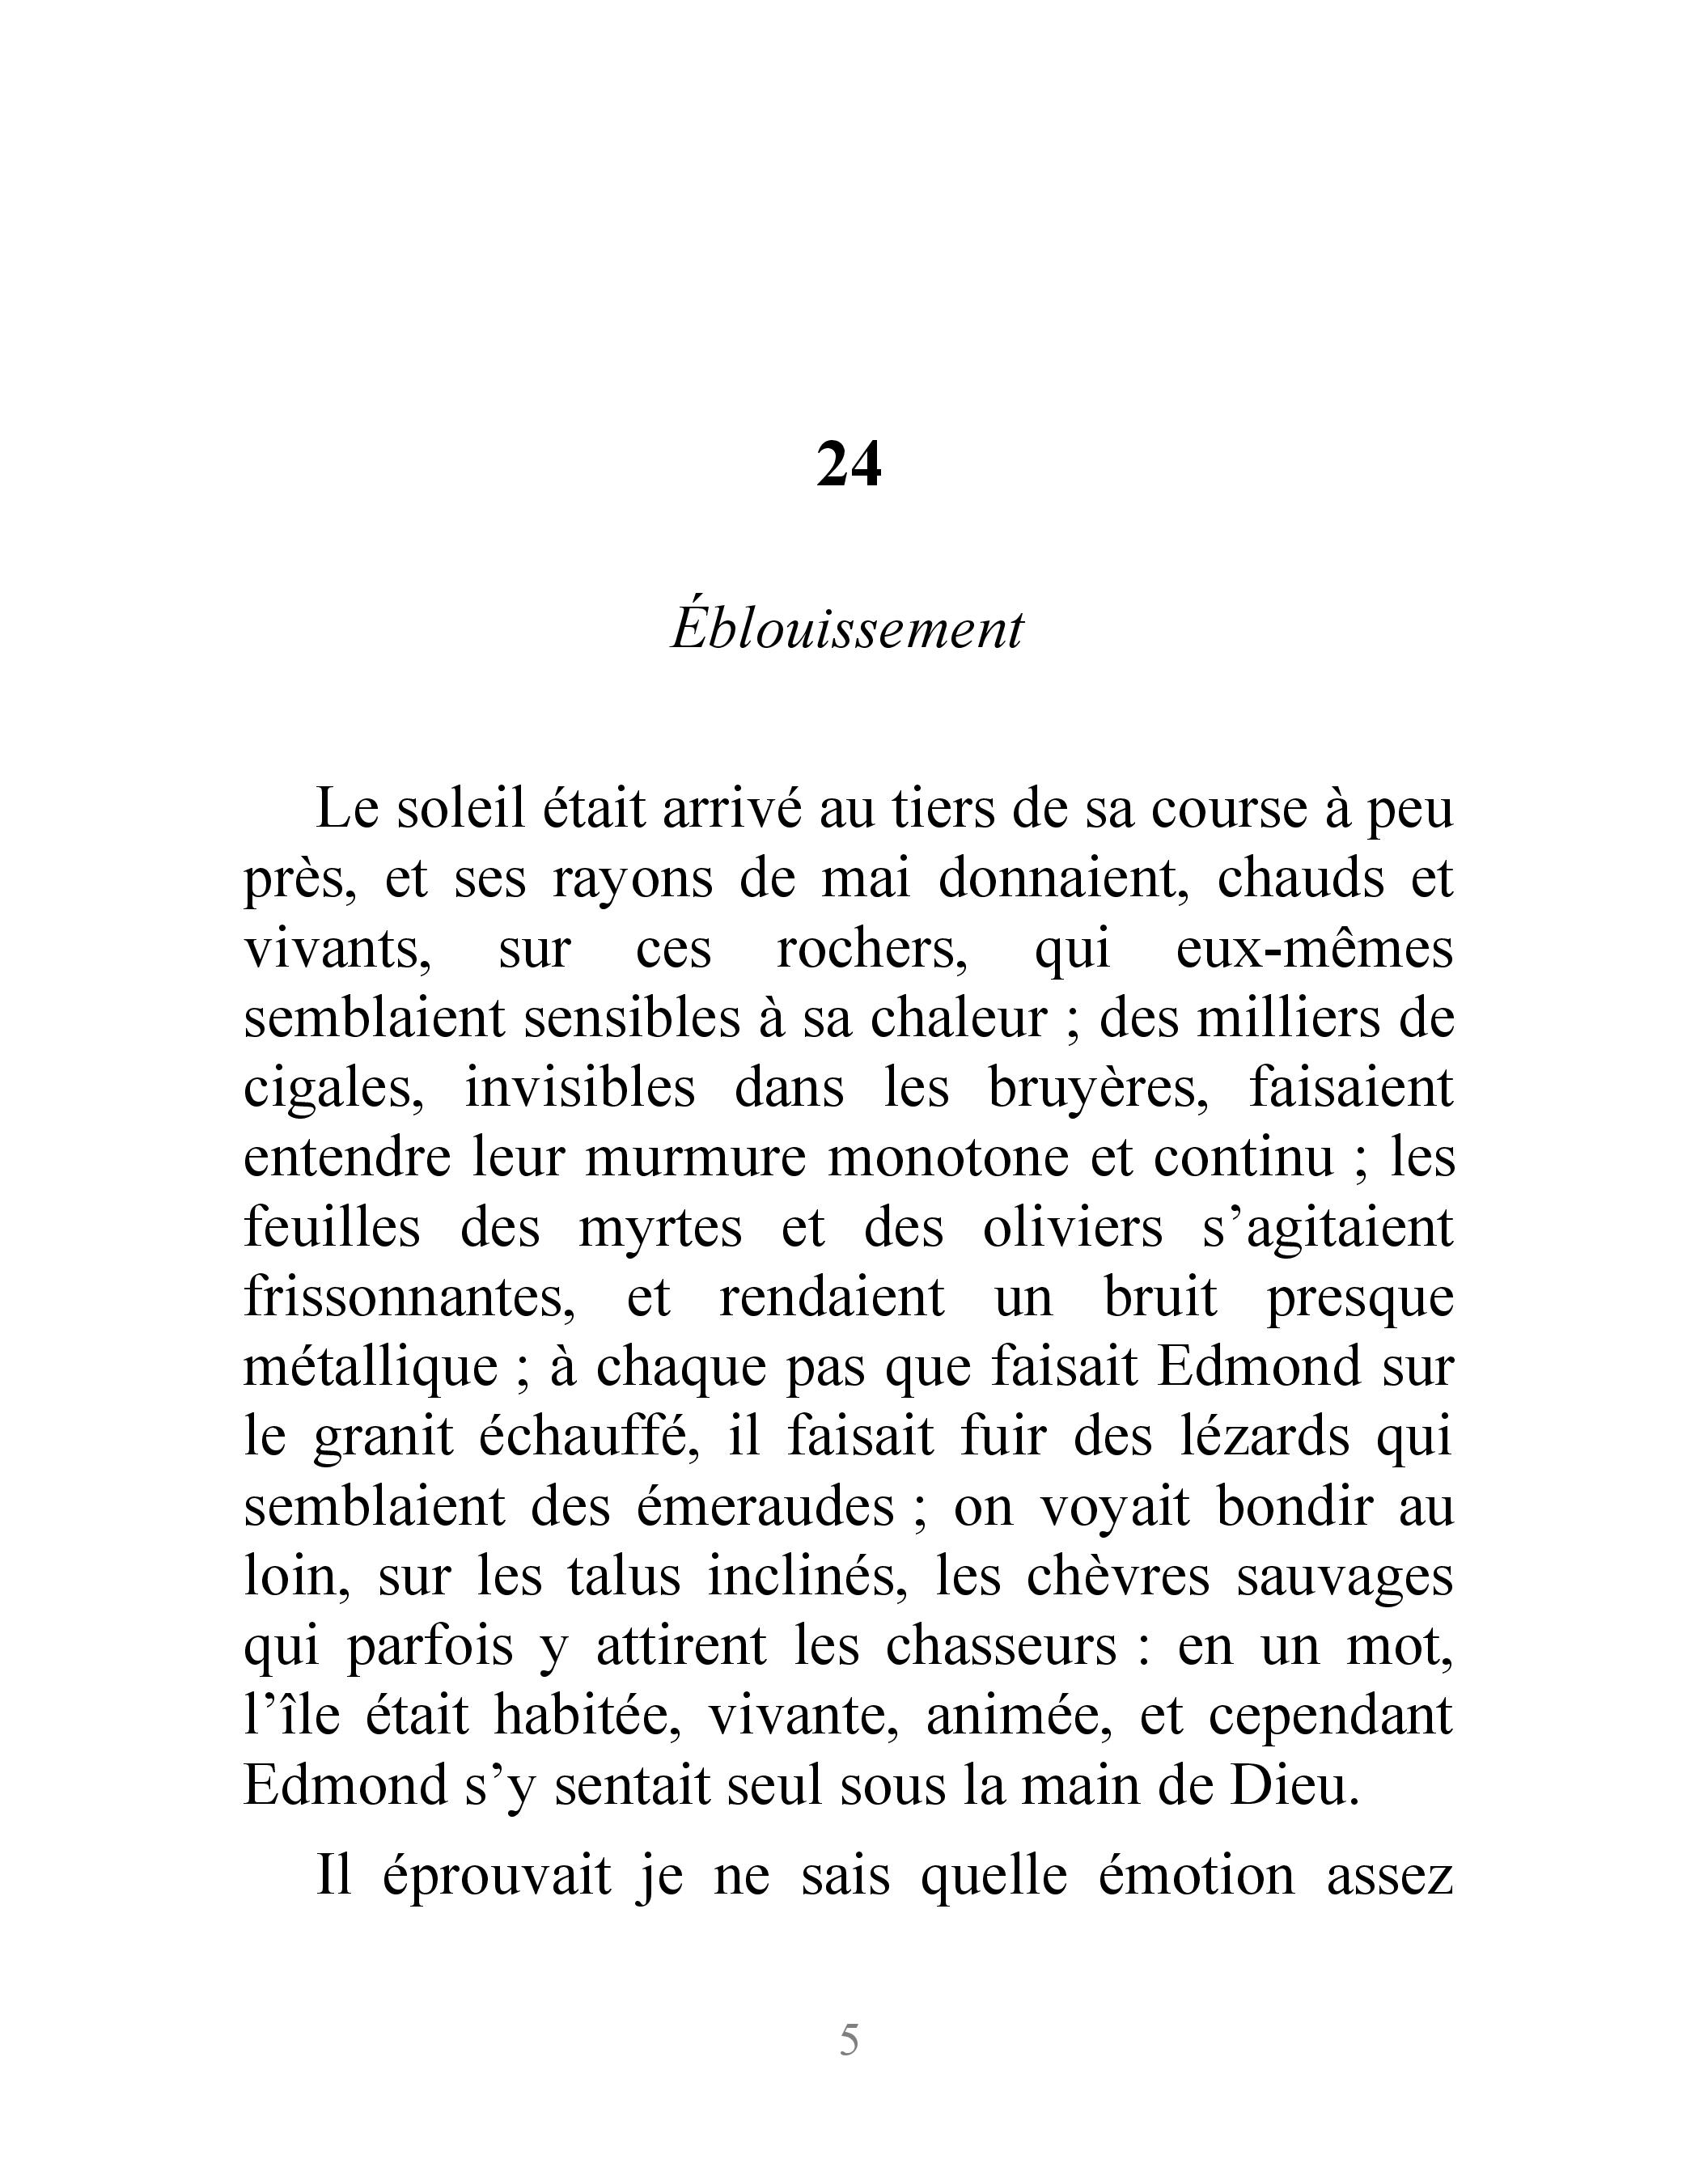 24
Éblouissement
Le soleil était arrivé au tiers de sa course à peu
près, et ses rayons de mai donnaient, chauds et
vivants, sur ces rochers, qui eux-mêmes
semblaient sensibles à sa chaleur ; des milliers de
cigales, invisibles dans les bruyères, faisaient
entendre leur murmure monotone et continu ; les
feuilles des myrtes et des oliviers s’agitaient
frissonnantes, et rendaient un bruit presque
métallique ; à chaque pas que faisait Edmond sur
le granit échauffé, il faisait fuir des lézards qui
semblaient des émeraudes ; on voyait bondir au
loin, sur les talus inclinés, les chèvres sauvages
qui parfois y attirent les chasseurs : en un mot,
l’île était habitée, vivante, animée, et cependant
Edmond s’y sentait seul sous la main de Dieu.
Il éprouvait je ne sais quelle émotion assez
5